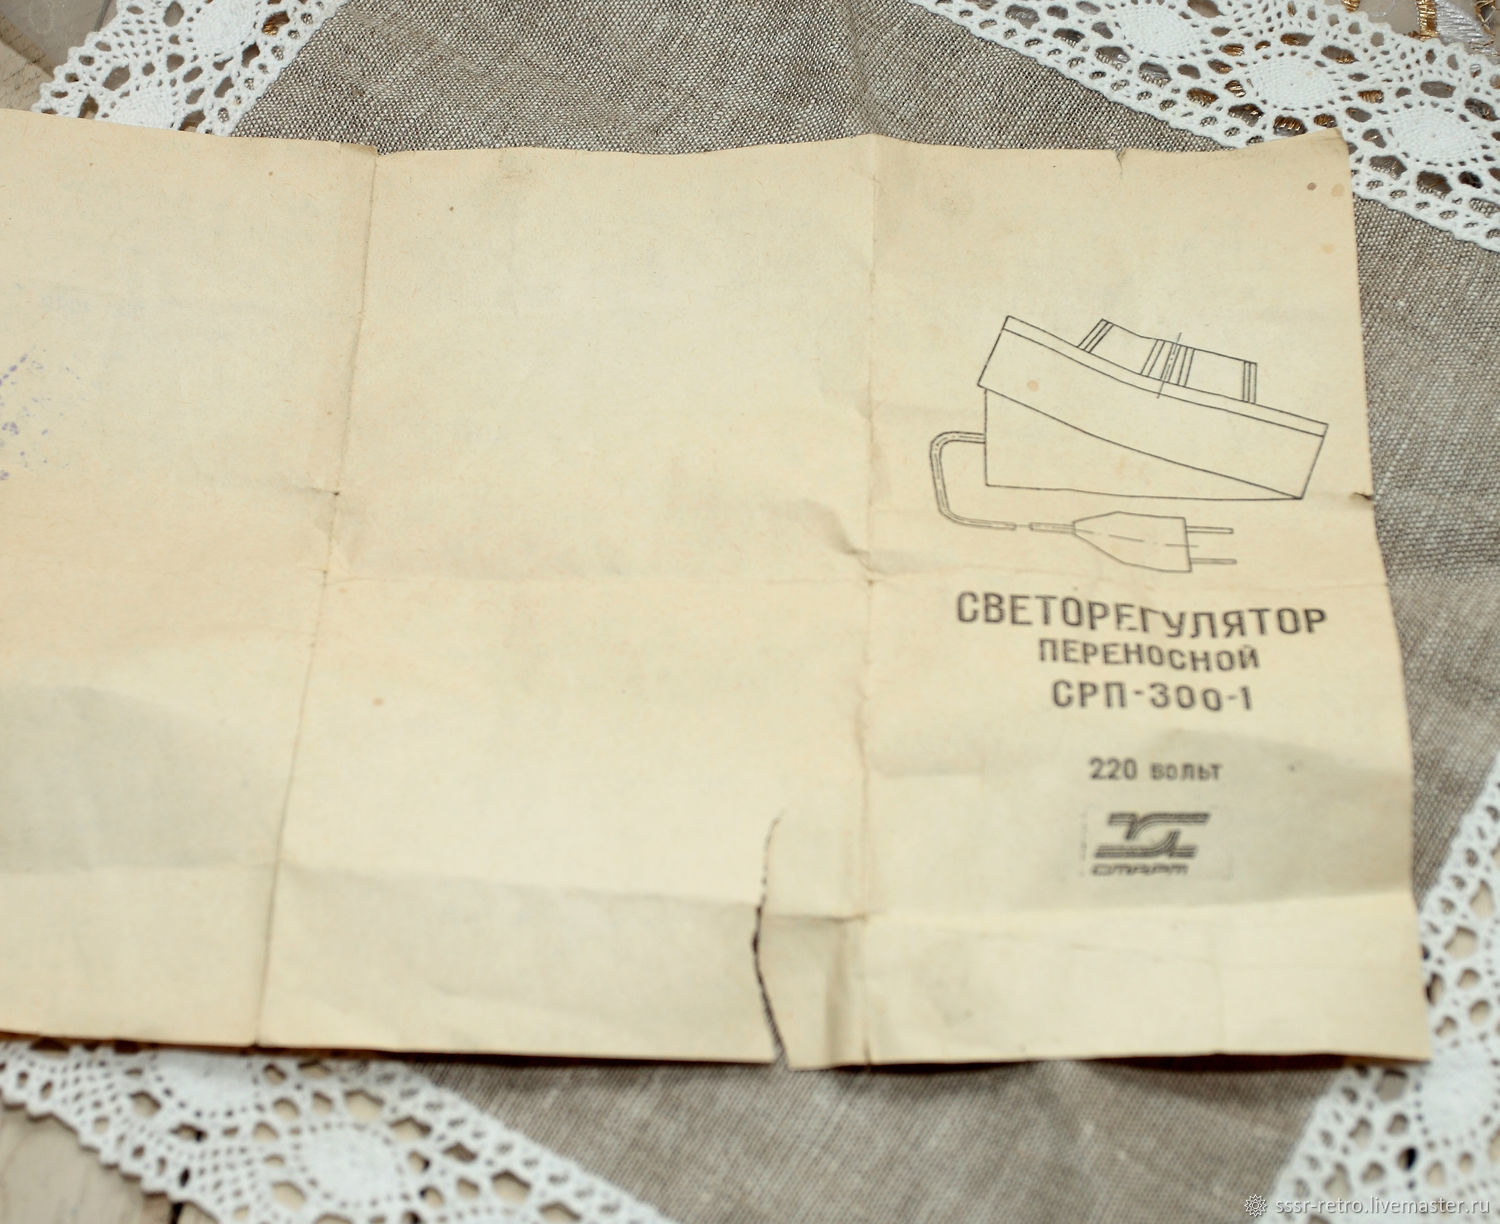 СВЕТОРЕГУЛЯТОР
ПЕРЕНОСНОЙ
СРП-300-1
220 вольт
СТАРТ
sssr-retro.livemaster.ru